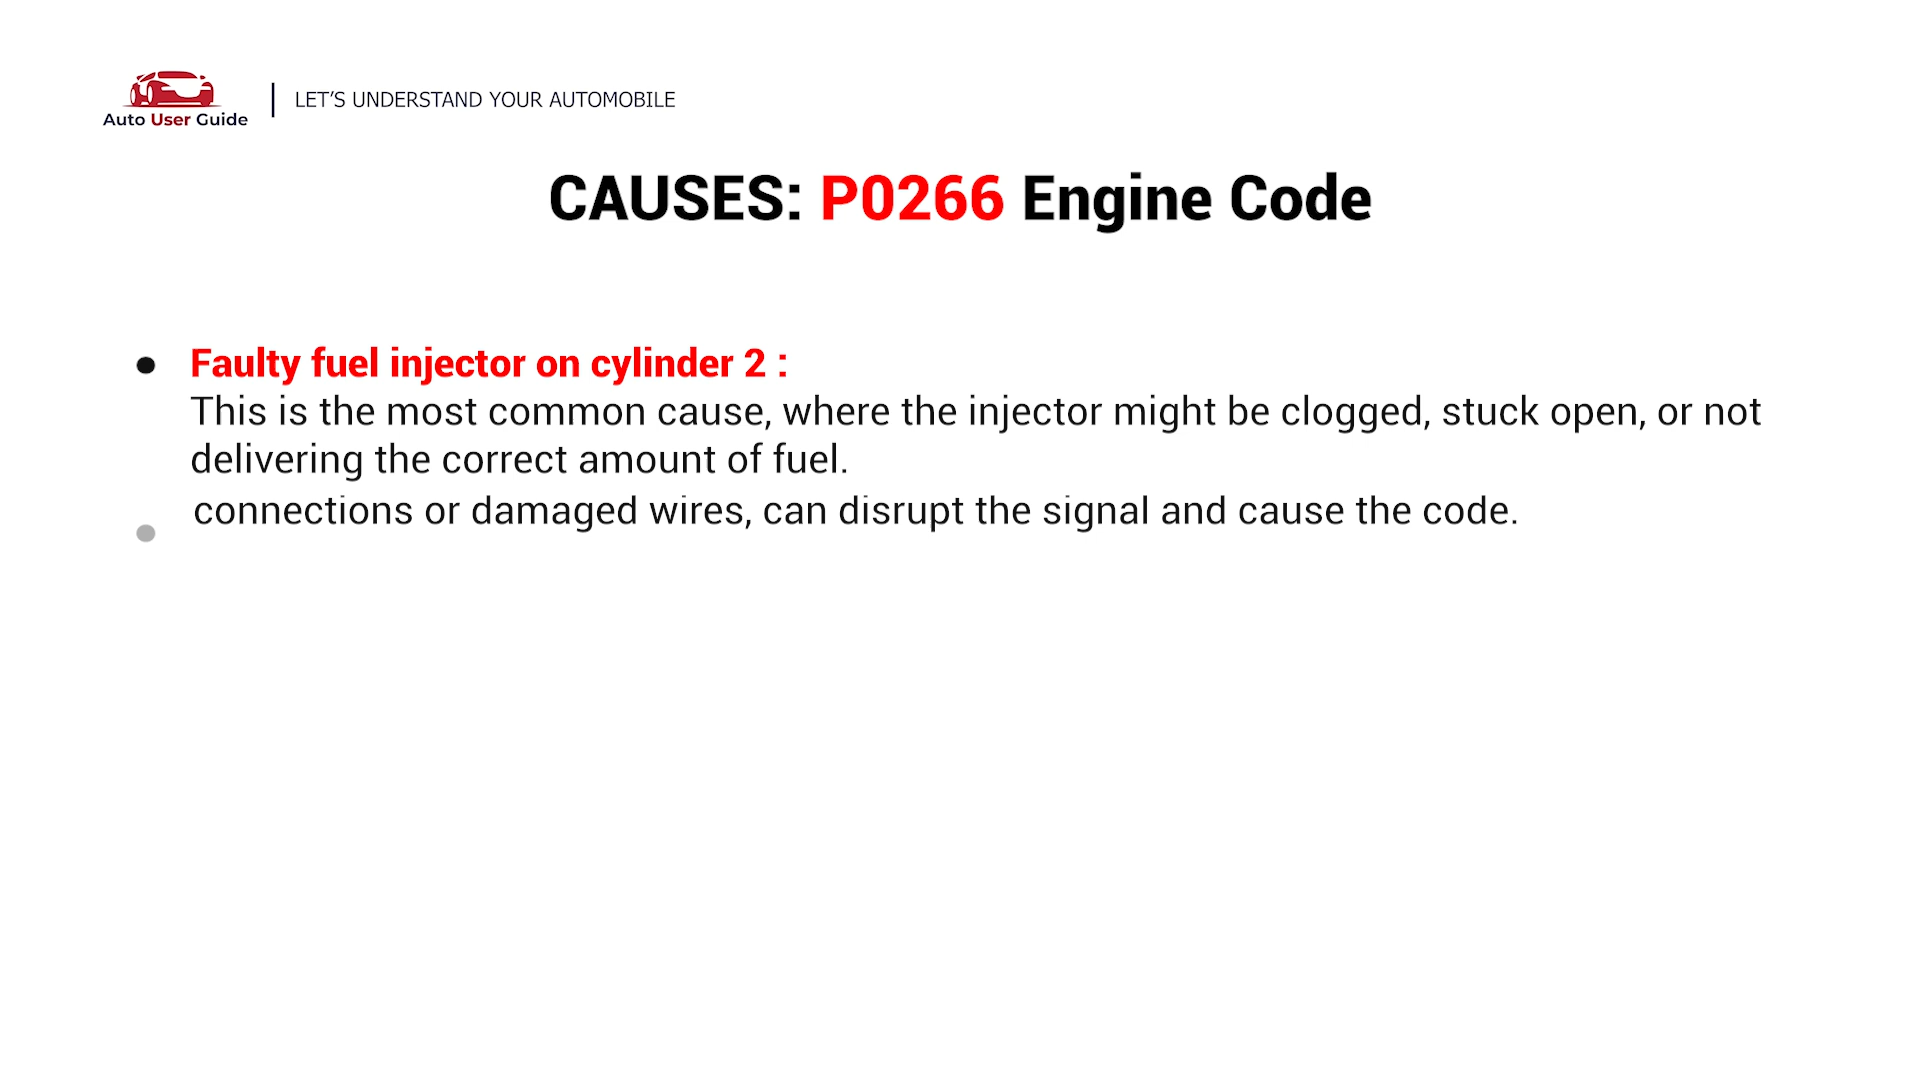 Auto User Guide
LET'S UNDERSTAND YOUR AUTOMOBILE
CAUSES: P0266 Engine Code
Faulty fuel injector on cylinder 2 :
This is the most common cause, where the injector might be clogged, stuck open, or not
delivering the correct amount of fuel.
connections or damaged wires, can disrupt the signal and cause the code.